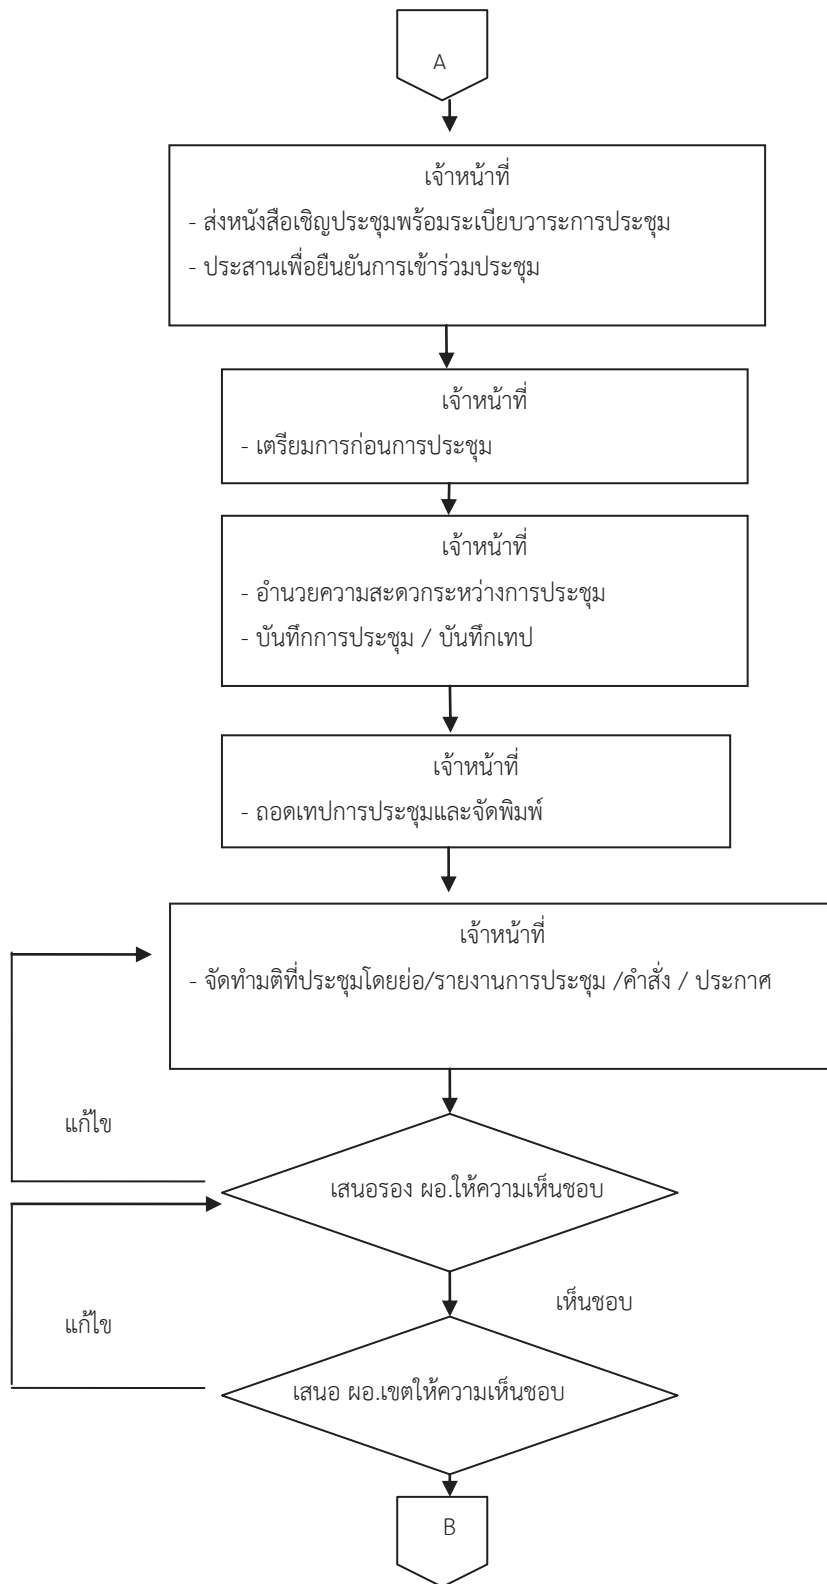 A
เจ้าหน้าที่
- ส่งหนังสือเชิญประชุมพร้อมระเบียบวาระการประชุม
- ประสานเพื่อยืนยันการเข้าร่วมประชุม
เจ้าหน้าที่
- เตรียมการก่อนการประชุม
เจ้าหน้าที่
- อำนวยความสะดวกระหว่างการประชุม
- บันทึกการประชุม / บันทึกเทป
เจ้าหน้าที่
- ถอดเทปการประชุมและจัดพิมพ์
เจ้าหน้าที่
- จัดทำมติที่ประชุมโดยย่อ/รายงานการประชุม /คำสั่ง / ประกาศ
แก้ไข
เสนอรอง ผอ.ให้ความเห็นชอบ
เห็นชอบ
แก้ไข
เสนอ ผอ.เขตให้ความเห็นชอบ
B